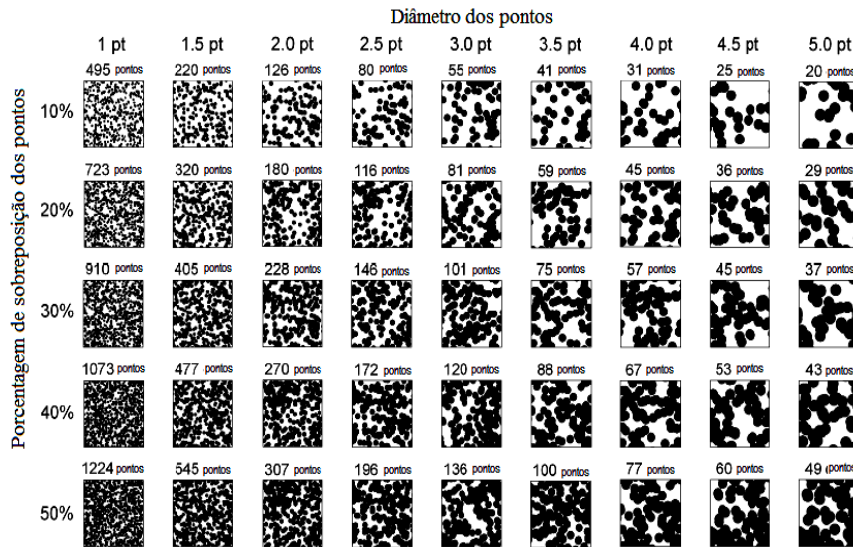 Diâmetro dos pontos
1 pt 1.5 pt 2.0 pt 2.5 pt 3.0 pt 3.5 pt 4.0 pt 4.5 pt 5.0 pt
Porcentagem de sobreposição dos pontos
495 pontos 220 pontos 126 pontos 80 pontos 55 pontos 41 pontos 31 pontos 25 pontos 20 pontos
10%
723 pontos 320 pontos 180 pontos 116 pontos 81 pontos 59 pontos 45 pontos 36 pontos 29 pontos
20%
910 pontos 405 pontos 228 pontos 146 pontos 101 pontos 75 pontos 57 pontos 45 pontos 37 pontos
30%
1073 pontos 477 pontos 270 pontos 172 pontos 120 pontos 88 pontos 67 pontos 53 pontos 43 pontos
40%
1224 pontos 545 pontos 307 pontos 196 pontos 136 pontos 100 pontos 77 pontos 60 pontos 49 pontos
50%